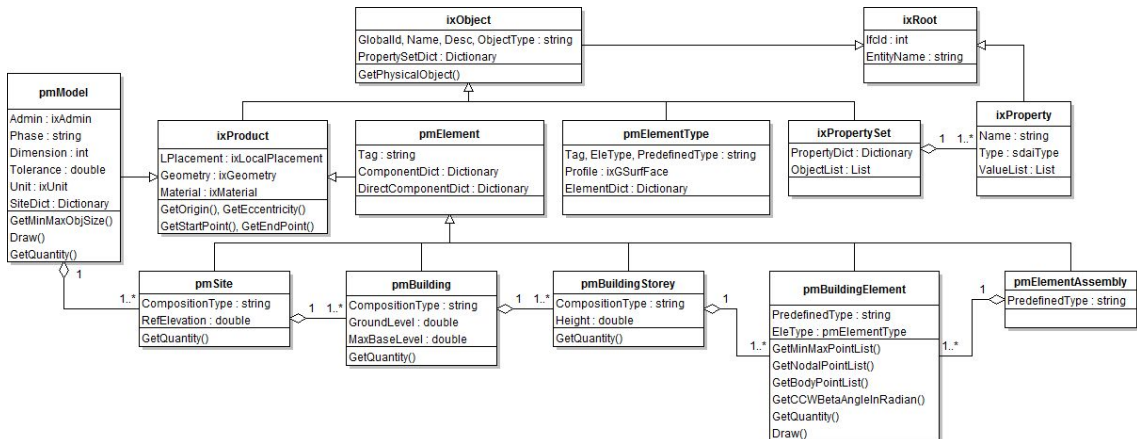 ixObject
GlobalId, Name, Desc, ObjectType : string
PropertySetDict : Dictionary
GetPhysicalObject()
ixRoot
IfcId : int
EntityName : string
pmModel
Admin : ixAdmin
Phase : string
Dimension : int
Tolerance : double
Unit : ixUnit
SiteDict : Dictionary
GetMinMaxObjSize()
Draw()
GetQuantity()
ixProduct
LPlacement : ixLocalPlacement
Geometry : ixGeometry
Material : ixMaterial
GetOrigin(), GetEccentricity()
GetStartPoint(), GetEndPoint()
pmElement
Tag : string
ComponentDict : Dictionary
DirectComponentDict : Dictionary
pmElementType
Tag, EleType, PredefinedType : string
Profile : ixGSurfFace
ElementDict : Dictionary
ixPropertySet
PropertyDict : Dictionary
ObjectList : List
1
1..*
ixProperty
Name : string
Type : sdaiType
ValueList : List
1
1..*
pmSite
CompositionType : string
RefElevation : double
GetQuantity()
1
1..*
pmBuilding
CompositionType : string
GroundLevel : double
MaxBaseLevel : double
GetQuantity()
1
1..*
pmBuildingStorey
CompositionType : string
Height : double
GetQuantity()
1
1..*
pmBuildingElement
PredefinedType : string
EleType : pmElementType
GetMinMaxPointList()
GetNodalPointList()
GetBodyPointList()
GetCCWBetaAngleInRadian()
GetQuantity()
Draw()
1
1..*
pmElementAssembly
PredefinedType : string